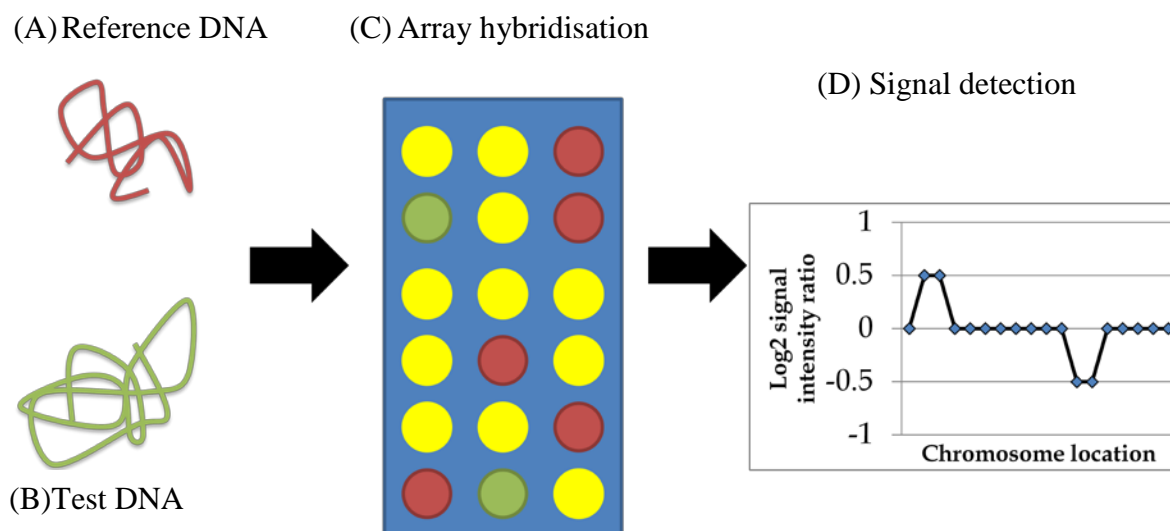 (A) Reference DNA
(C) Array hybridisation
(D) Signal detection
(B)Test DNA
Log2 signal
intensity ratio
1
0.5
0
-0.5
-1
Chromosome location